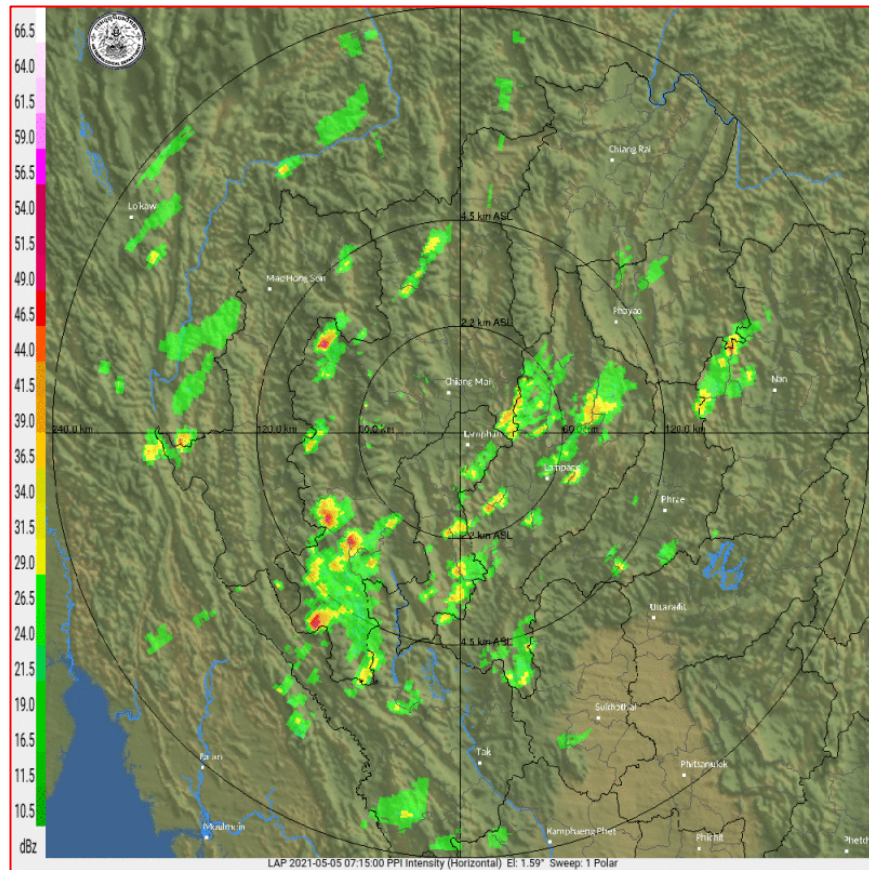 66.5
64.0
61.5
59.0
56.5
54.0
51.5
49.0
46.5
44.0
41.5
39.0
36.5
34.0
31.5
29.0
26.5
24.0
21.5
19.0
16.5
14.0
11.5
10.5
dBz
Chiang Rai
Loikaw
4.5 km ASL
Mae Hong Son
Phayao
2.2 km ASL
Chiang Mai
Nan
240.0 km
120.0 km
60.0 km
120.0 km
Lamphun
Lampang
Phrae
2.2 km ASL
Uttaradit
4.5 km ASL
Sukhothai
Tak
Pa'an
Phitsanulok
Moulmein
Kamphaeng Phet
Phichit
Phetch
LAP 2021-05-05 07:15:00 PPI Intensity (Horizontal) El: 1.59° Sweep: 1 Polar